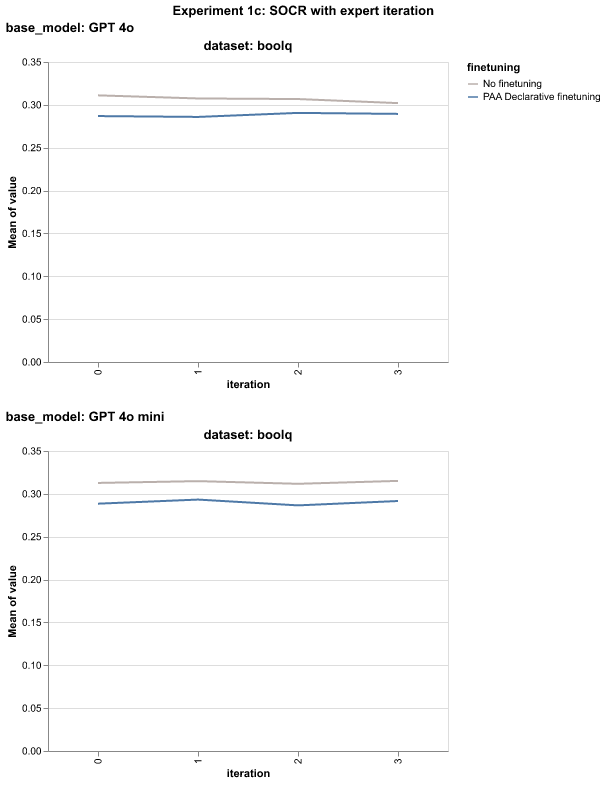 Experiment 1c: SOCR with expert iteration
base_model: GPT 4o
dataset: boolq
finetuning
No finetuning
PAA Declarative finetuning
0.35
0.30
0.25
0.20
0.15
0.10
0.05
0.00
Mean of value
0 1 2 3
iteration
base_model: GPT 4o mini
dataset: boolq
0.35
0.30
0.25
0.20
0.15
0.10
0.05
0.00
Mean of value
0 1 2 3
iteration